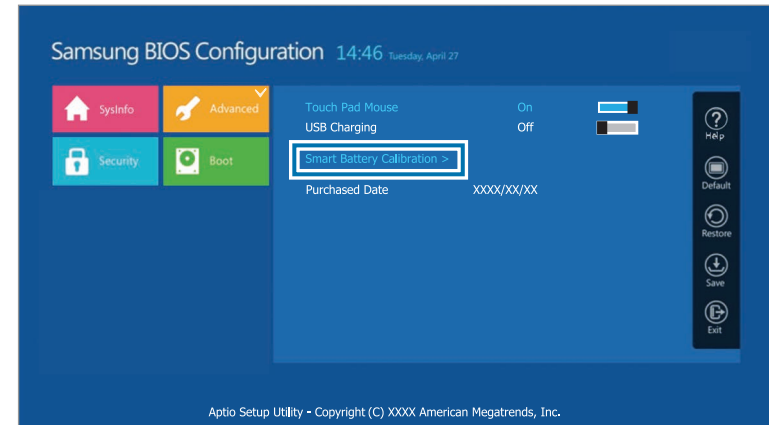 Samsung BIOS Configuration 14:46 Tuesday, April 27
SysInfo
Advanced
Security
Boot
Touch Pad Mouse On
USB Charging Off
Smart Battery Calibration >
Purchased Date XXXX/XX/XX
Help
Default
Restore
Save
Exit
Aptio Setup Utility - Copyright (C) XXXX American Megatrends, Inc.